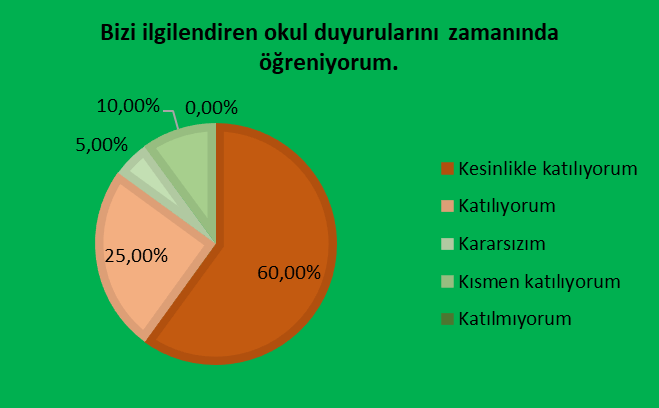 Bizi ilgilendiren okul duyurularını zamanında
öğreniyorum.
10,00%
0,00%
5,00%
25,00%
60,00%
Kesinlikle katılıyorum
Katılıyorum
Kararsızım
Kısmen katılıyorum
Katılmıyorum